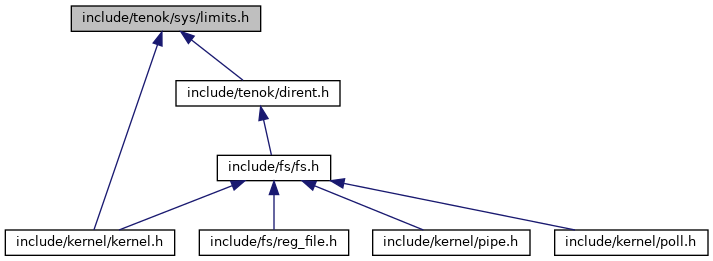 include/tenok/sys/limits.h
include/tenok/dirent.h
include/fs/fs.h
include/kernel/kernel.h
include/fs/reg_file.h
include/kernel/pipe.h
include/kernel/poll.h